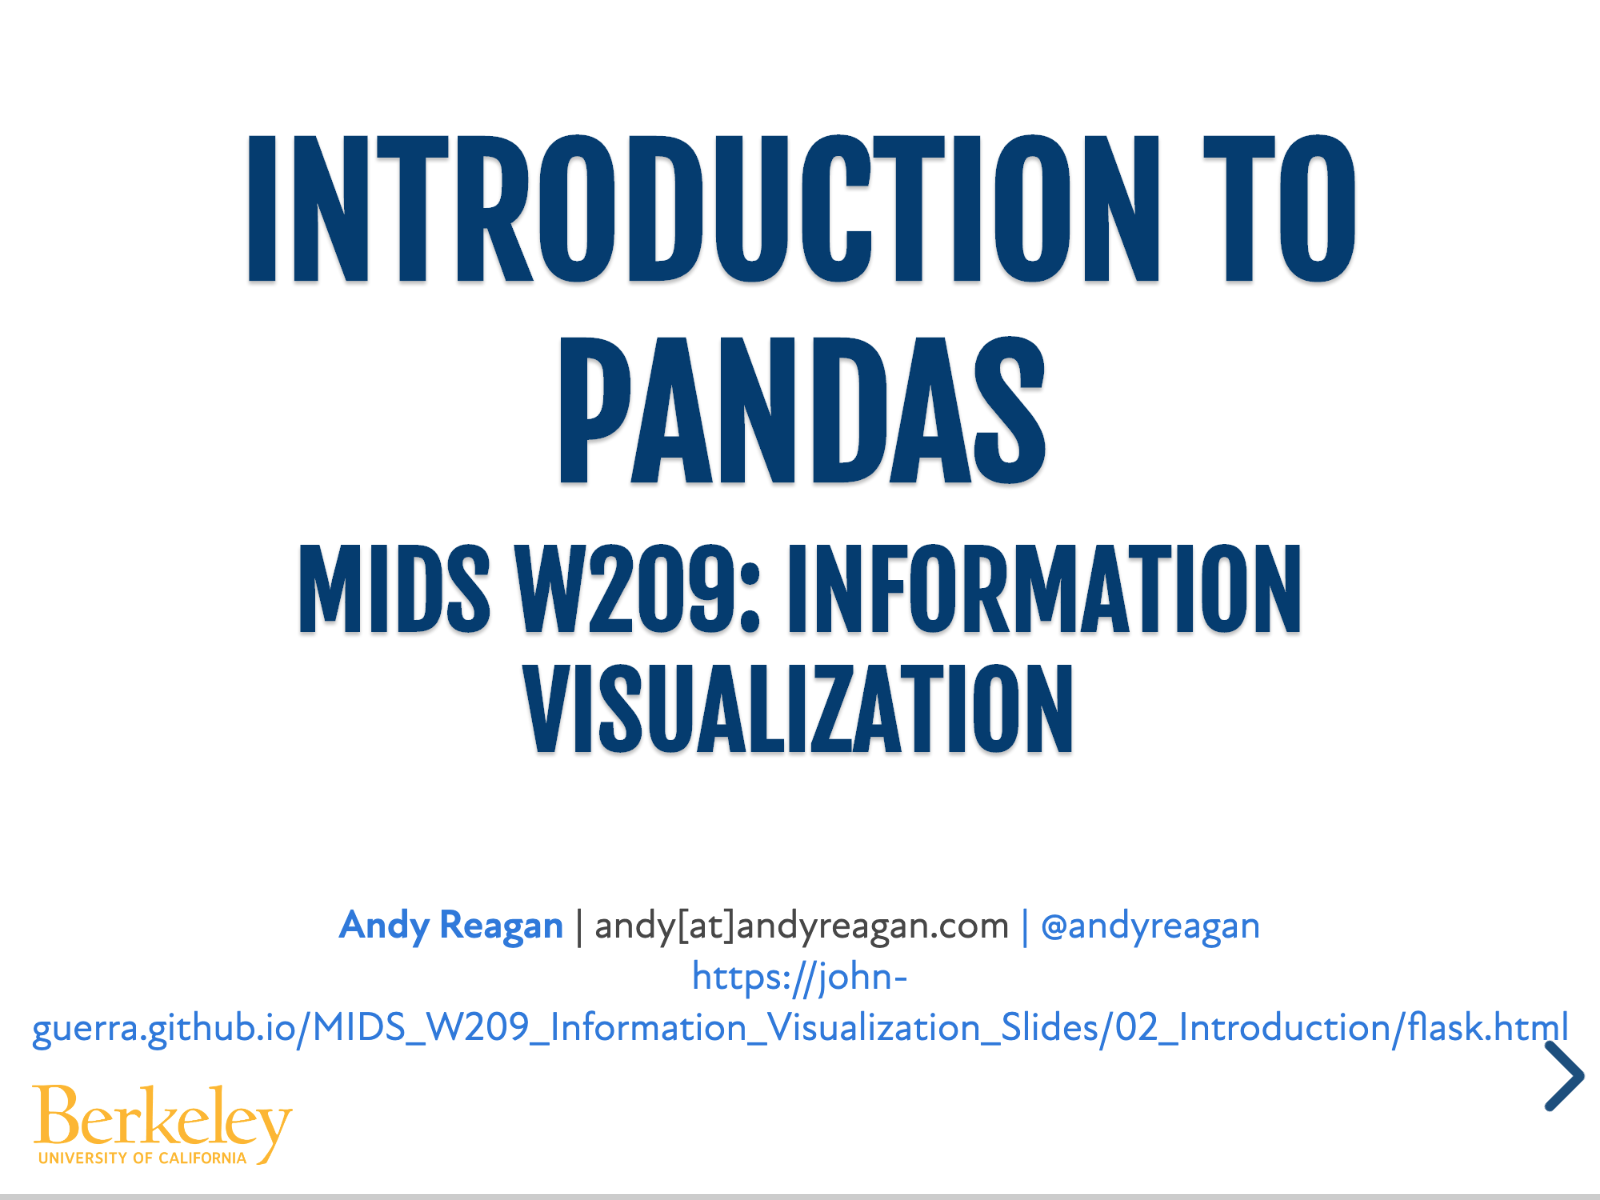 INTRODUCTION TO
PANDAS
MIDS W209: INFORMATION
VISUALIZATION
Andy Reagan | andy[at]andyreagan.com | @andyreagan
https://john-
guerra.github.io/MIDS_W209_Information_Visualization_Slides/02_Introduction/flask.html
Berkeley
UNIVERSITY OF CALIFORNIA